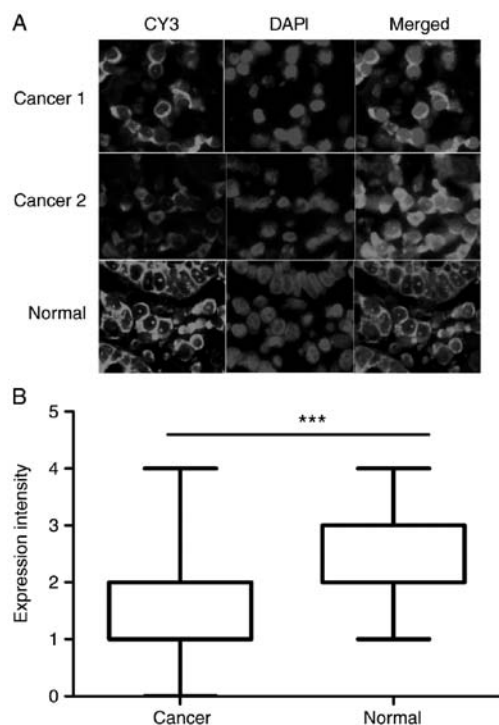 A
CY3 DAPI Merged
Cancer 1
Cancer 2
Normal
B
***
5
4
3
2
1
0
Expression intensity
Cancer Normal